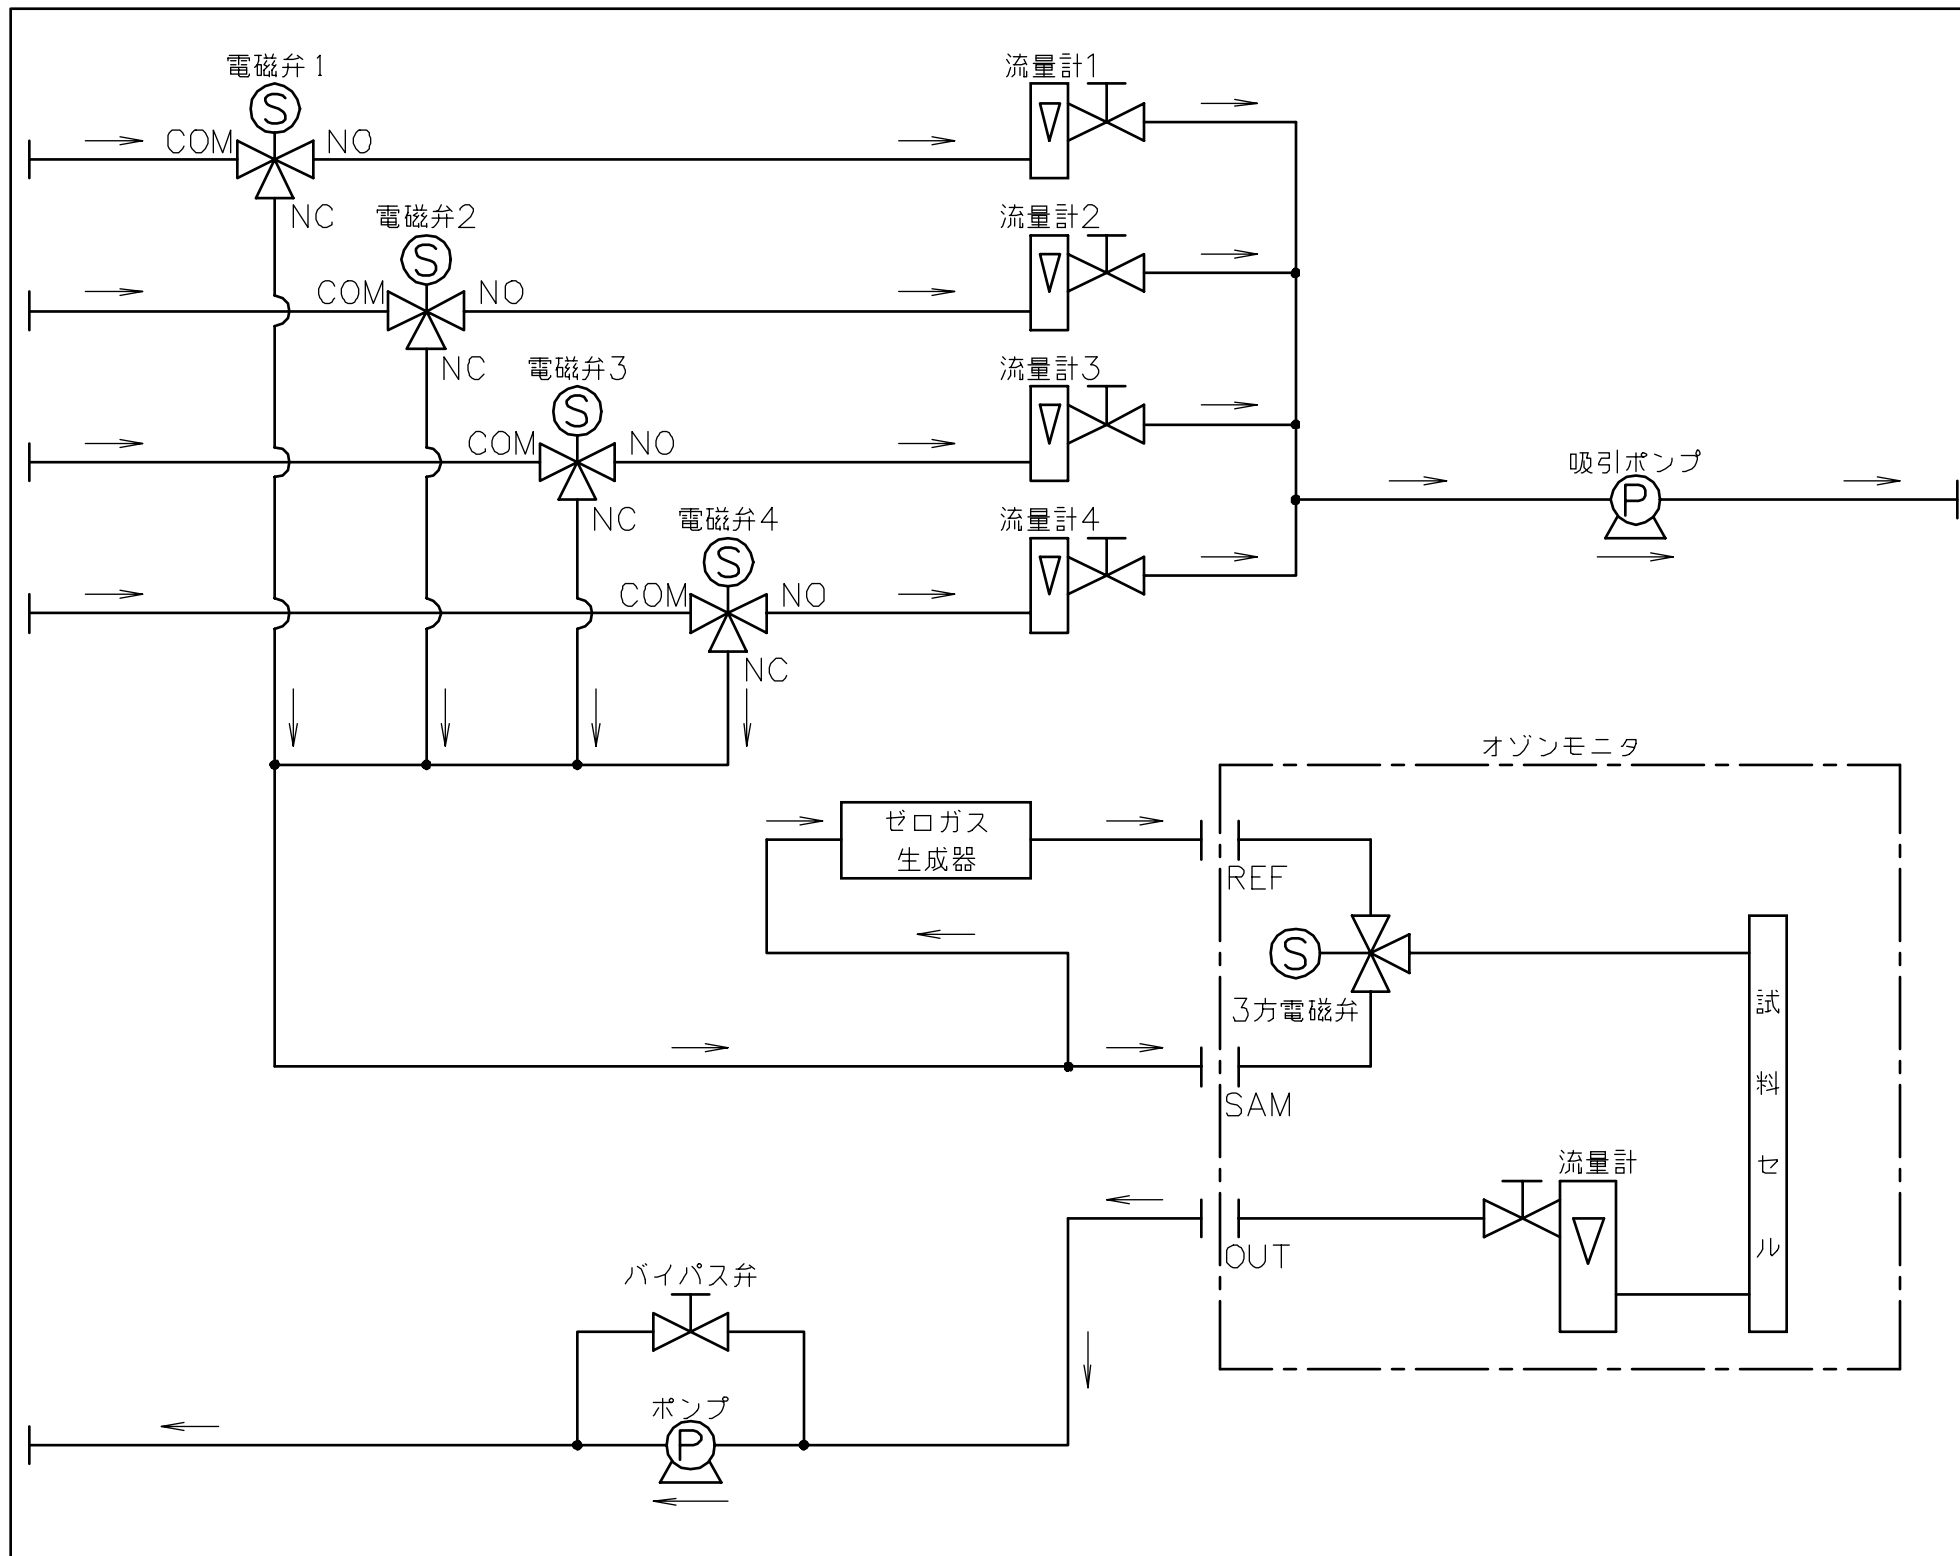 電磁弁1
流量計1
S
COM
NO
NC
電磁弁2
流量計2
S
COM
NO
NC
電磁弁3
流量計3
S
COM
NO
吸引ポンプ
P
NC
電磁弁4
流量計4
S
COM
NO
NC
オゾンモニタ
ゼロガス
生成器
REF
S
3方電磁弁
試料セル
SAM
流量計
OUT
バイパス弁
ポンプ
P